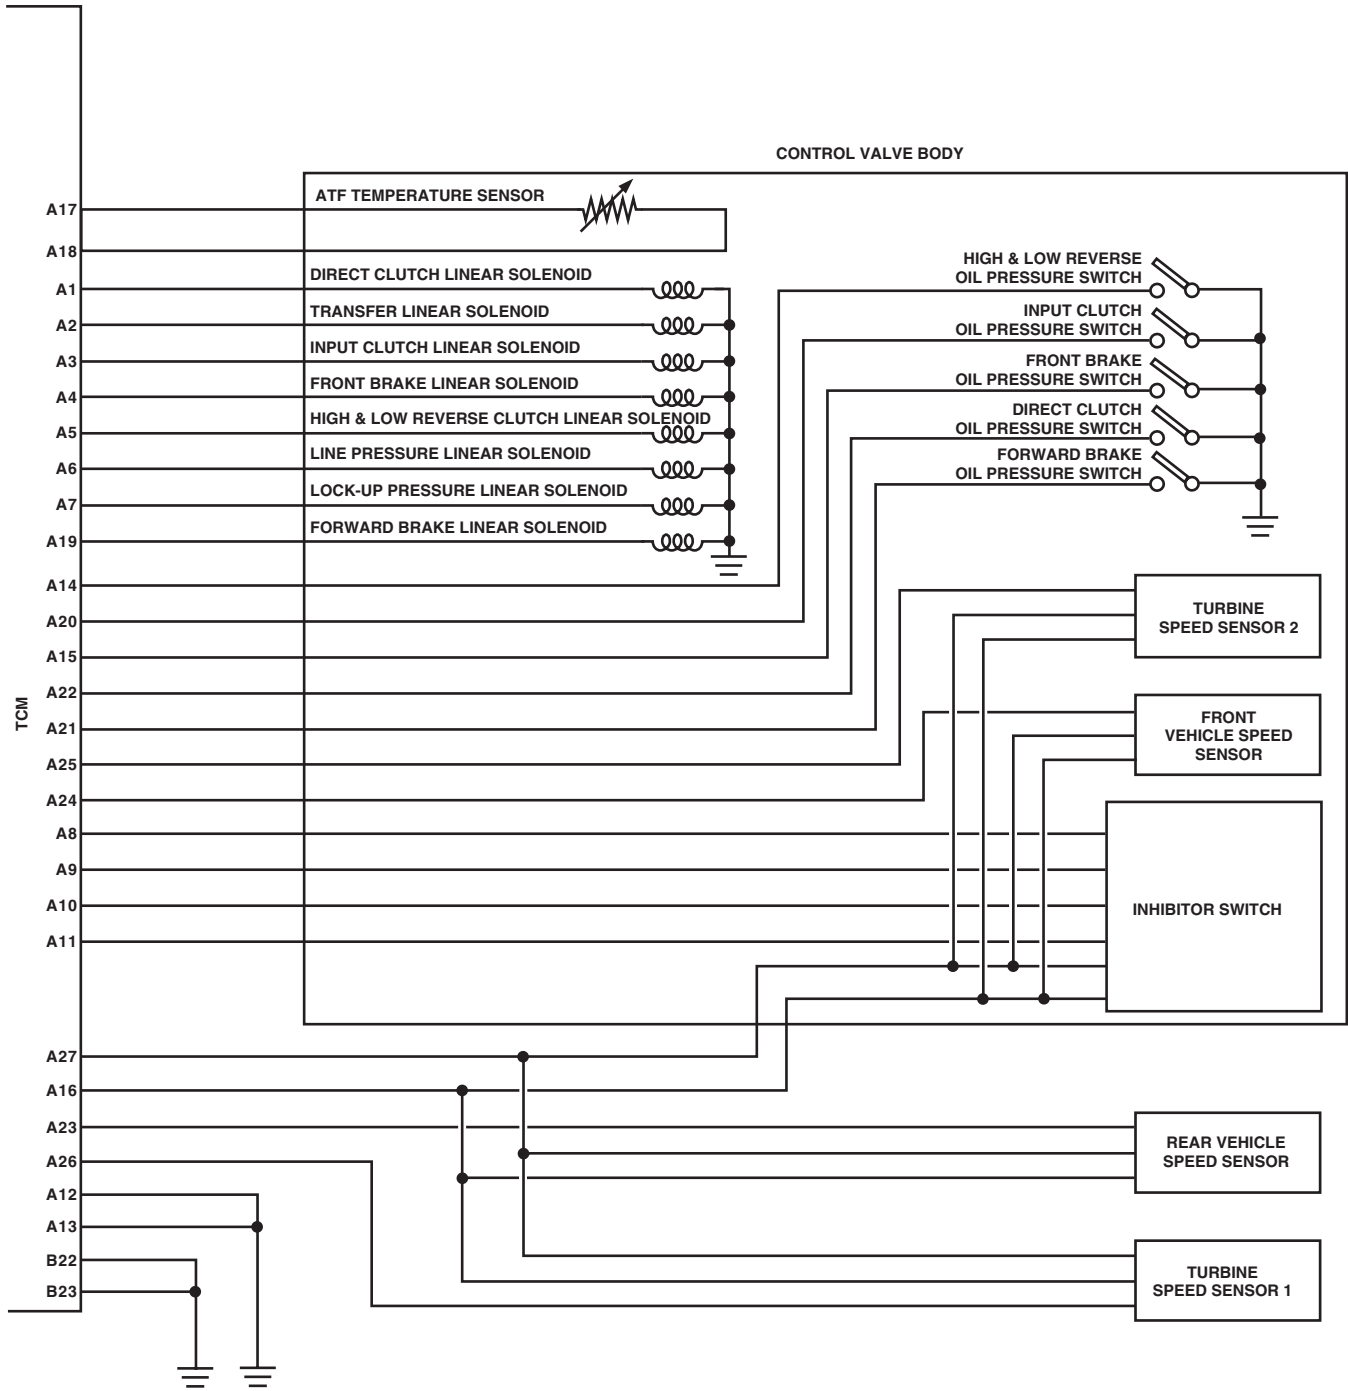 CONTROL VALVE BODY
A17
ATF TEMPERATURE SENSOR
A18
A1
DIRECT CLUTCH LINEAR SOLENOID
A2
TRANSFER LINEAR SOLENOID
A3
INPUT CLUTCH LINEAR SOLENOID
A4
FRONT BRAKE LINEAR SOLENOID
A5
HIGH & LOW REVERSE CLUTCH LINEAR SOLENOID
A6
LINE PRESSURE LINEAR SOLENOID
A7
LOCK-UP PRESSURE LINEAR SOLENOID
A19
FORWARD BRAKE LINEAR SOLENOID
HIGH & LOW REVERSE
OIL PRESSURE SWITCH
INPUT CLUTCH
OIL PRESSURE SWITCH
FRONT BRAKE
OIL PRESSURE SWITCH
DIRECT CLUTCH
OIL PRESSURE SWITCH
FORWARD BRAKE
OIL PRESSURE SWITCH
A14
A20
A15
A22
TCM
A21
A25
A24
A8
A9
A10
A11
TURBINE
SPEED SENSOR 2
FRONT
VEHICLE SPEED
SENSOR
INHIBITOR SWITCH
A27
A16
A23
A26
A12
A13
B22
B23
REAR VEHICLE
SPEED SENSOR
TURBINE
SPEED SENSOR 1